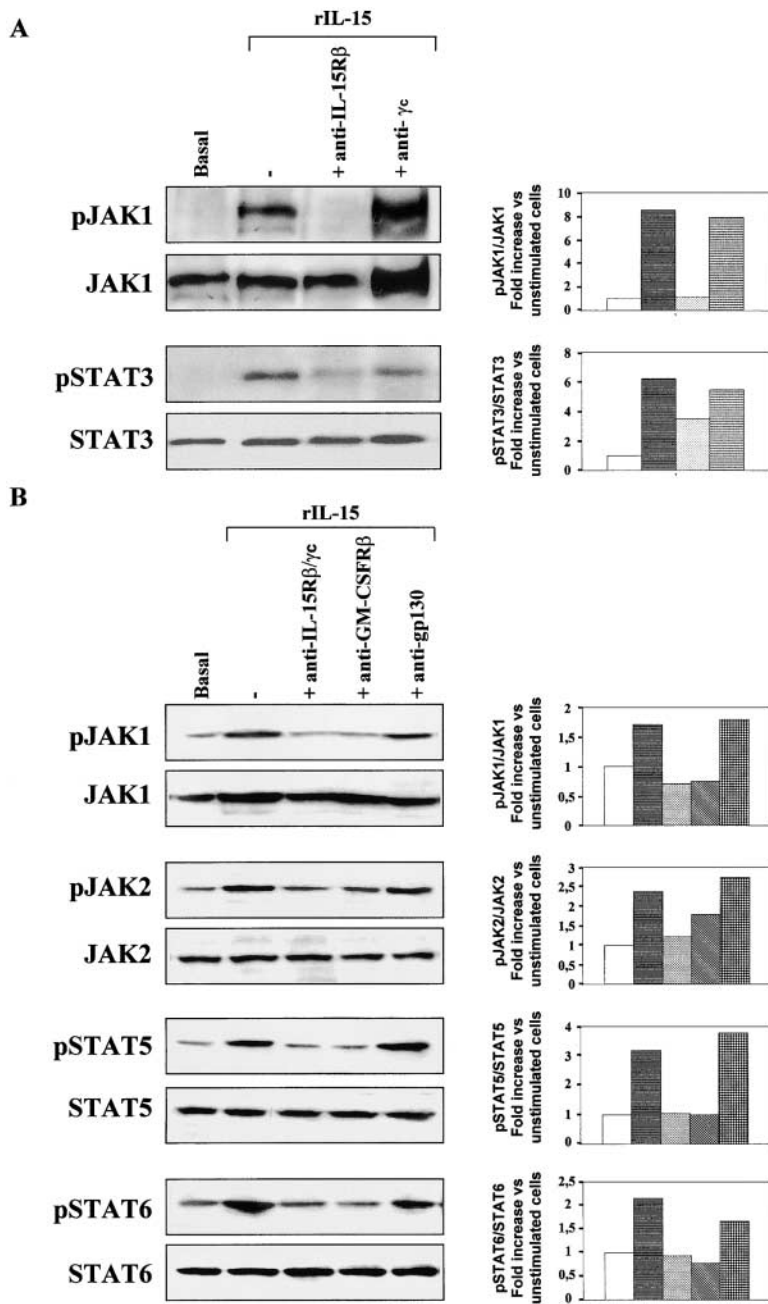 A
rIL-15
Basal
-
+ anti-IL-15Rβ
+ anti- γc
pJAK1
JAK1
pJAK1/JAK1
Fold increase vs
unstimulated cells
10
8
6
4
2
0
pSTAT3
STAT3
pSTAT3/STAT3
Fold increase vs
unstimulated cells
8
6
4
2
0
B
rIL-15
Basal
-
+ anti-IL-15Rβ/γc
+ anti-GM-CSFRβ
+ anti-gp130
pJAK1
JAK1
pJAK1/JAK1
Fold increase vs
unstimulated cells
2
1,5
1
0,5
0
pJAK2
JAK2
pJAK2/JAK2
Fold increase vs
unstimulated cells
3
2,5
2
1,5
1
0,5
0
pSTAT5
STAT5
pSTAT5/STAT5
Fold increase vs
unstimulated cells
4
3
2
1
0
pSTAT6
STAT6
pSTAT6/STAT6
Fold increase vs
unstimulated cells
2,5
2
1,5
1
0,5
0